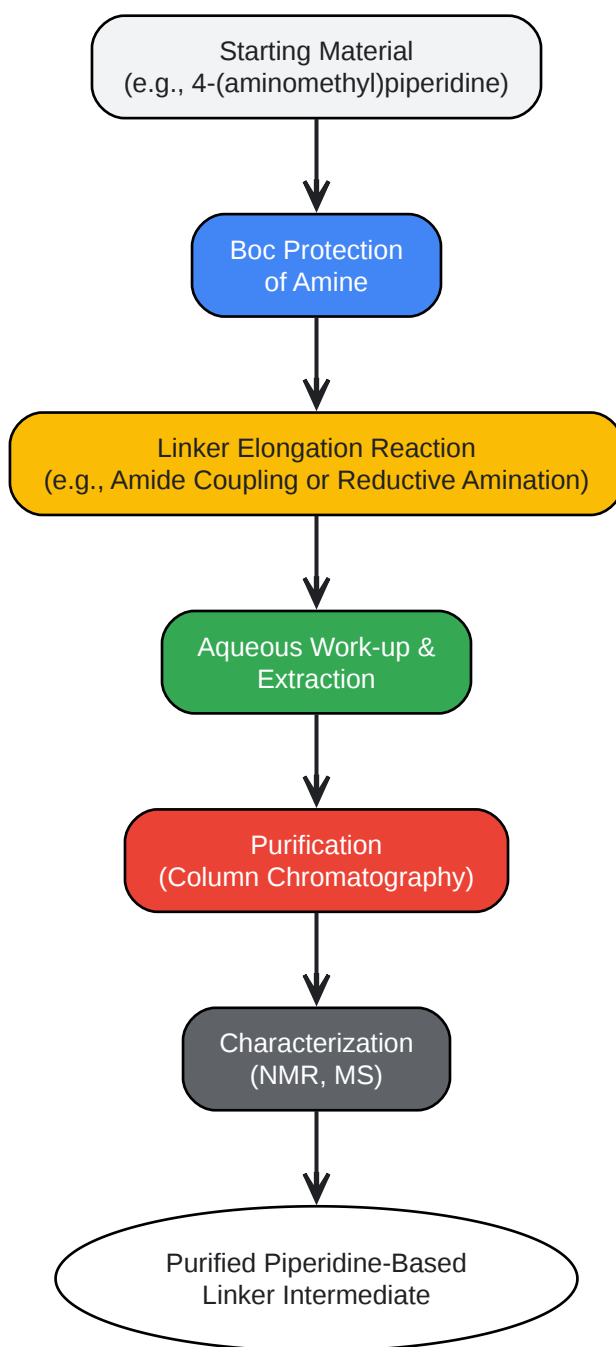 Starting Material
(e.g., 4-(aminomethyl)piperidine)
Boc Protection
of Amine
Linker Elongation Reaction
(e.g., Amide Coupling or Reductive Amination)
Aqueous Work-up &
Extraction
Purification
(Column Chromatography)
Characterization
(NMR, MS)
Purified Piperidine-Based
Linker Intermediate